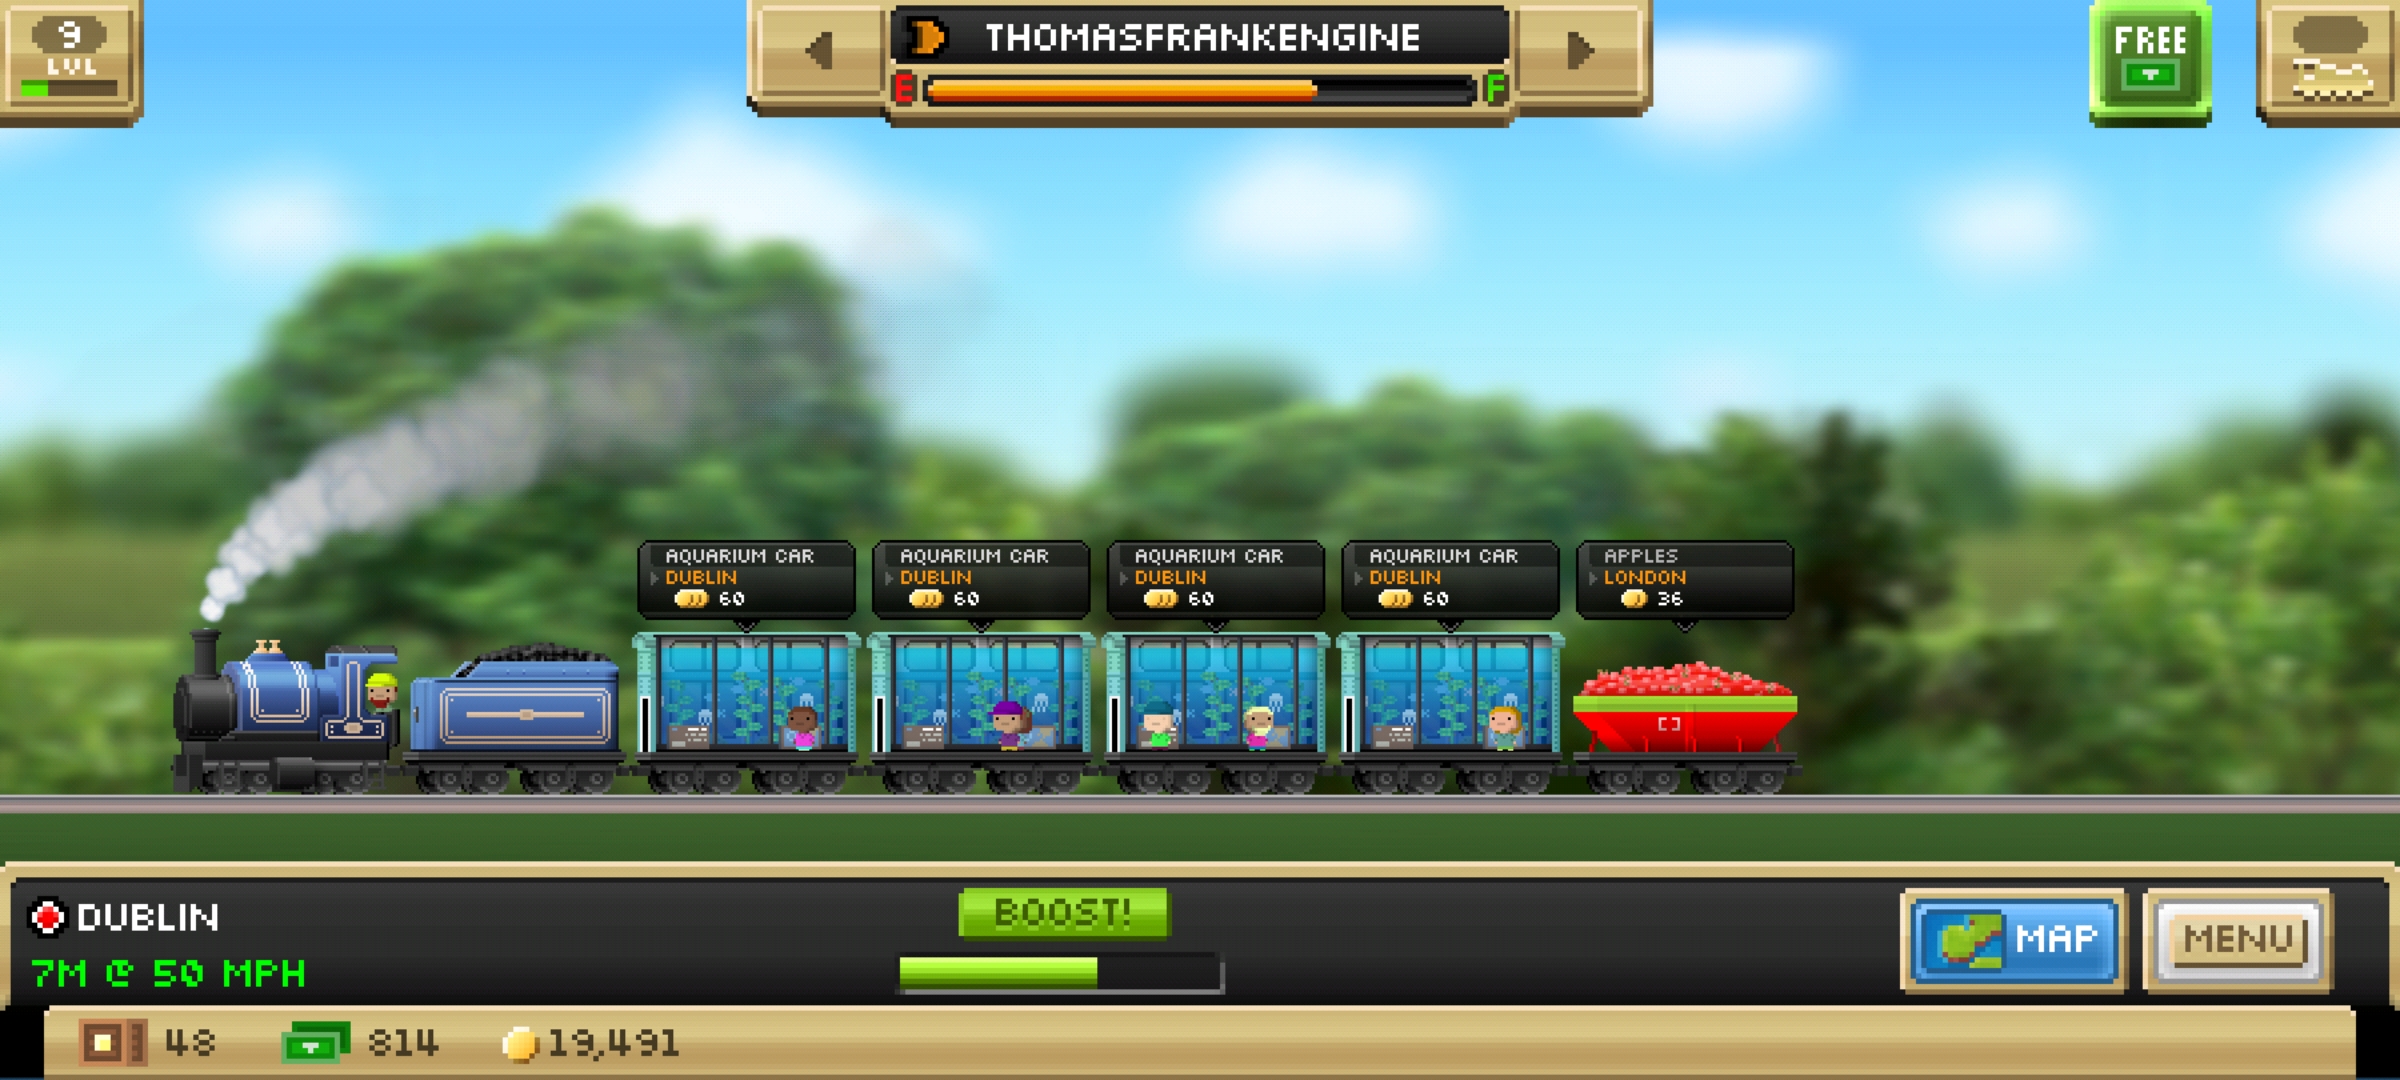 9
LVL
THOMASFRANKENGINE
E F
FREE
AQUARIUM CAR
DUBLIN
60
AQUARIUM CAR
DUBLIN
60
AQUARIUM CAR
DUBLIN
60
AQUARIUM CAR
DUBLIN
60
APPLES
LONDON
36
DUBLIN
7M @ 50 MPH
BOOST!
MAP
MENU
48 814 19,491